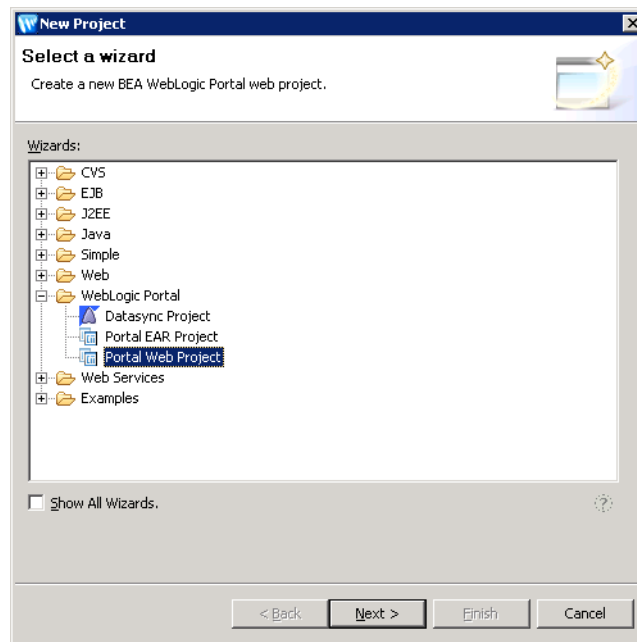 New Project
Select a wizard
Create a new BEA WebLogic Portal web project.
Wizards:
CVS
EJB
J2EE
Java
Simple
Web
WebLogic Portal
Datasync Project
Portal EAR Project
Portal Web Project
Web Services
Examples
Show All Wizards.
?
< Back Next > Finish Cancel